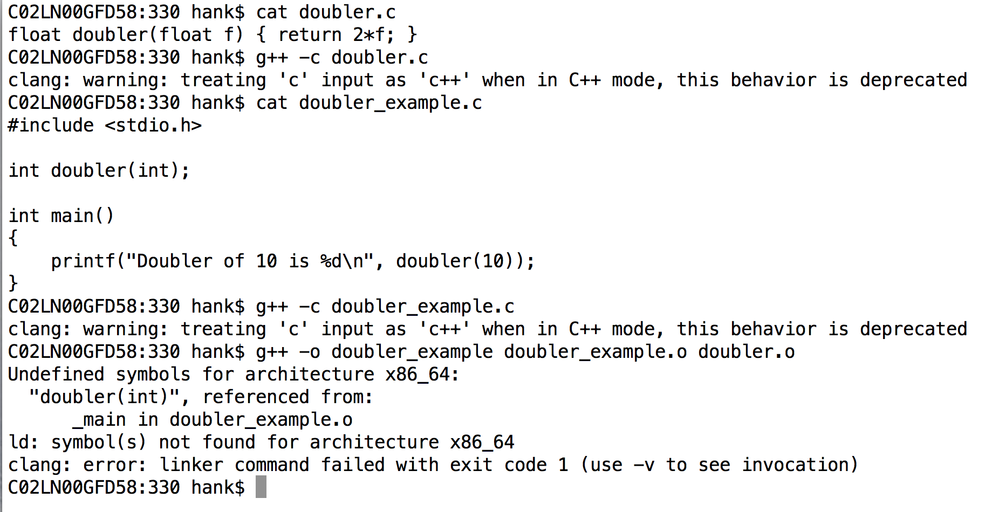 C02LN00GFD58:330 hank$ cat doubler.c
float doubler(float f) { return 2*f; }
C02LN00GFD58:330 hank$ g++ -c doubler.c
clang: warning: treating 'c' input as 'c++' when in C++ mode, this behavior is deprecated
C02LN00GFD58:330 hank$ cat doubler_example.c
#include <stdio.h>

int doubler(int);

int main()
{
    printf("Doubler of 10 is %d\n", doubler(10));
}
C02LN00GFD58:330 hank$ g++ -c doubler_example.c
clang: warning: treating 'c' input as 'c++' when in C++ mode, this behavior is deprecated
C02LN00GFD58:330 hank$ g++ -o doubler_example doubler_example.o doubler.o
Undefined symbols for architecture x86_64:
  "doubler(int)", referenced from:
      _main in doubler_example.o
ld: symbol(s) not found for architecture x86_64
clang: error: linker command failed with exit code 1 (use -v to see invocation)
C02LN00GFD58:330 hank$